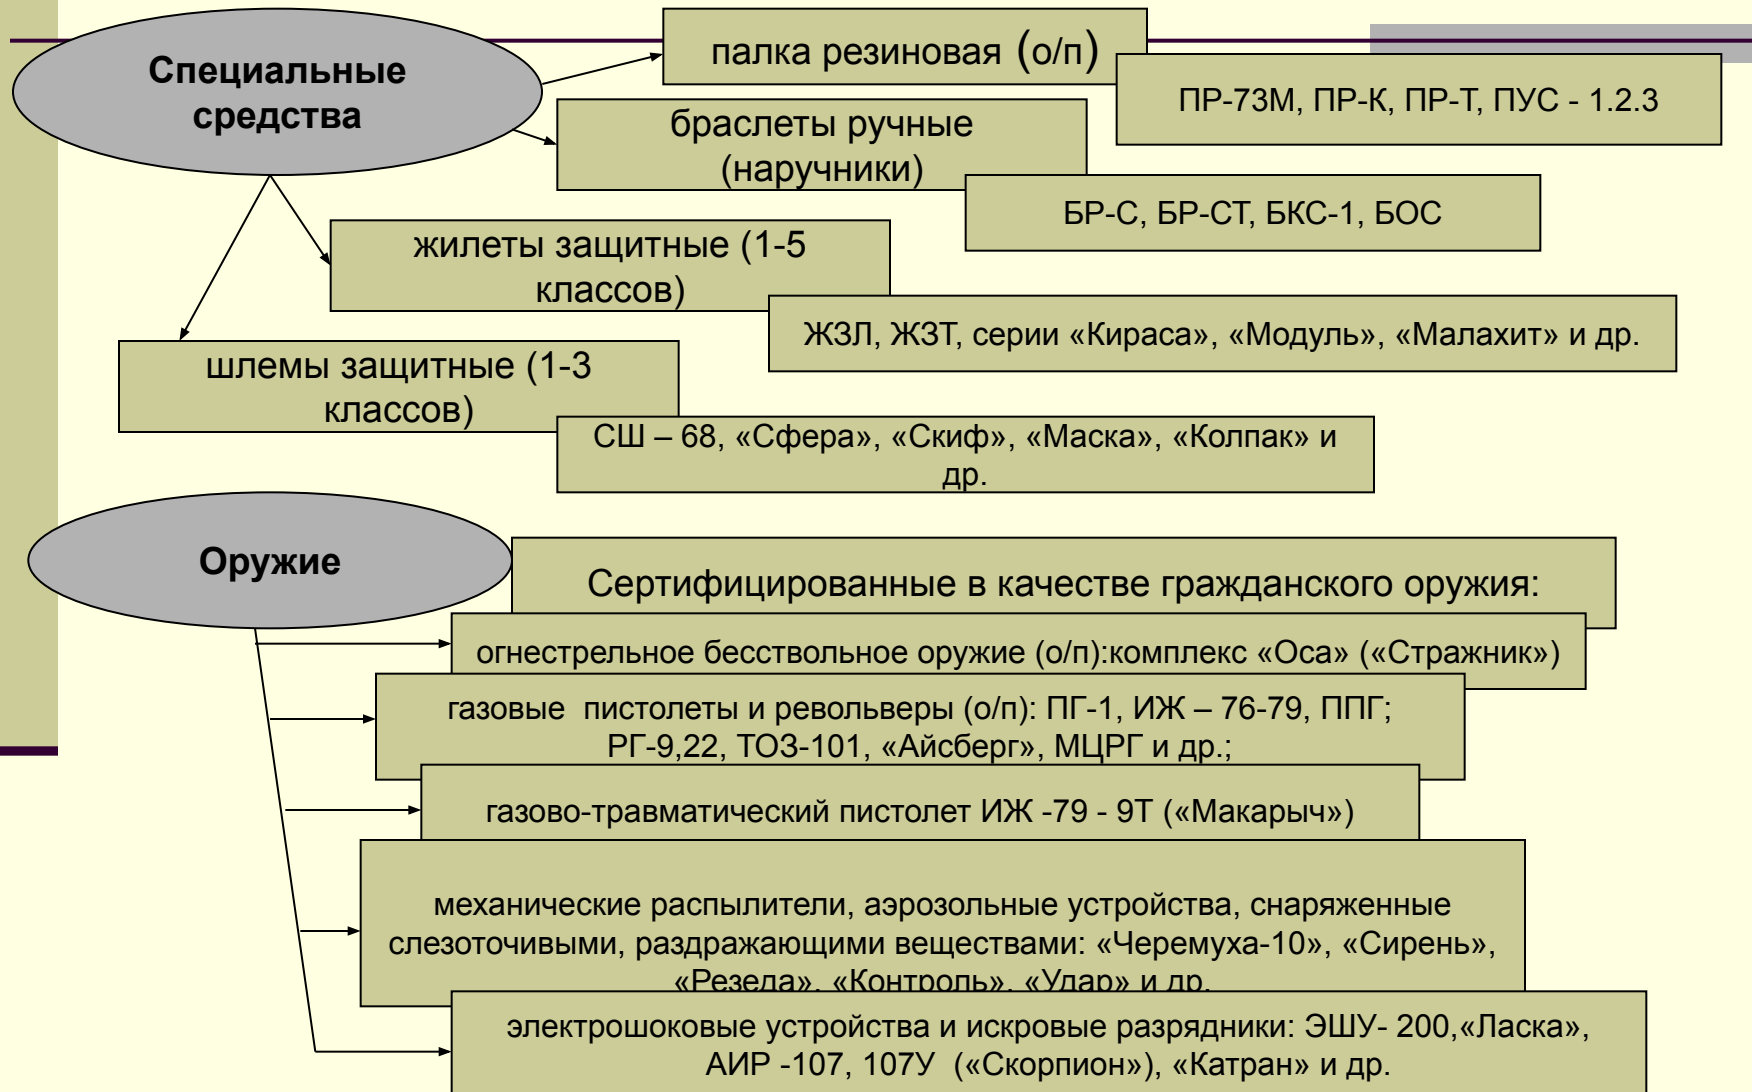 Специальные
средства
палка резиновая (о/п)
ПР-73М, ПР-К, ПР-Т, ПУС - 1.2.3
браслеты ручные
(наручники)
БР-С, БР-СТ, БКС-1, БОС
жилеты защитные (1-5
классов)
ЖЗЛ, ЖЗТ, серии «Кираса», «Модуль», «Малахит» и др.
шлемы защитные (1-3
классов)
СШ – 68, «Сфера», «Скиф», «Маска», «Колпак» и
др.
Оружие
Сертифицированные в качестве гражданского оружия:
огнестрельное бесствольное оружие (о/п):комплекс «Оса» («Стражник»)
газовые пистолеты и револьверы (о/п): ПГ-1, ИЖ – 76-79, ППГ;
РГ-9,22, ТОЗ-101, «Айсберг», МЦРГ и др.;
газово-травматический пистолет ИЖ -79 - 9Т («Макарыч»)
механические распылители, аэрозольные устройства, снаряженные
слезоточивыми, раздражающими веществами: «Черемуха-10», «Сирень»,
«Резеда», «Контроль», «Удар» и др.
электрошоковые устройства и искровые разрядники: ЭШУ- 200,«Ласка»,
АИР -107, 107У («Скорпион»), «Катран» и др.